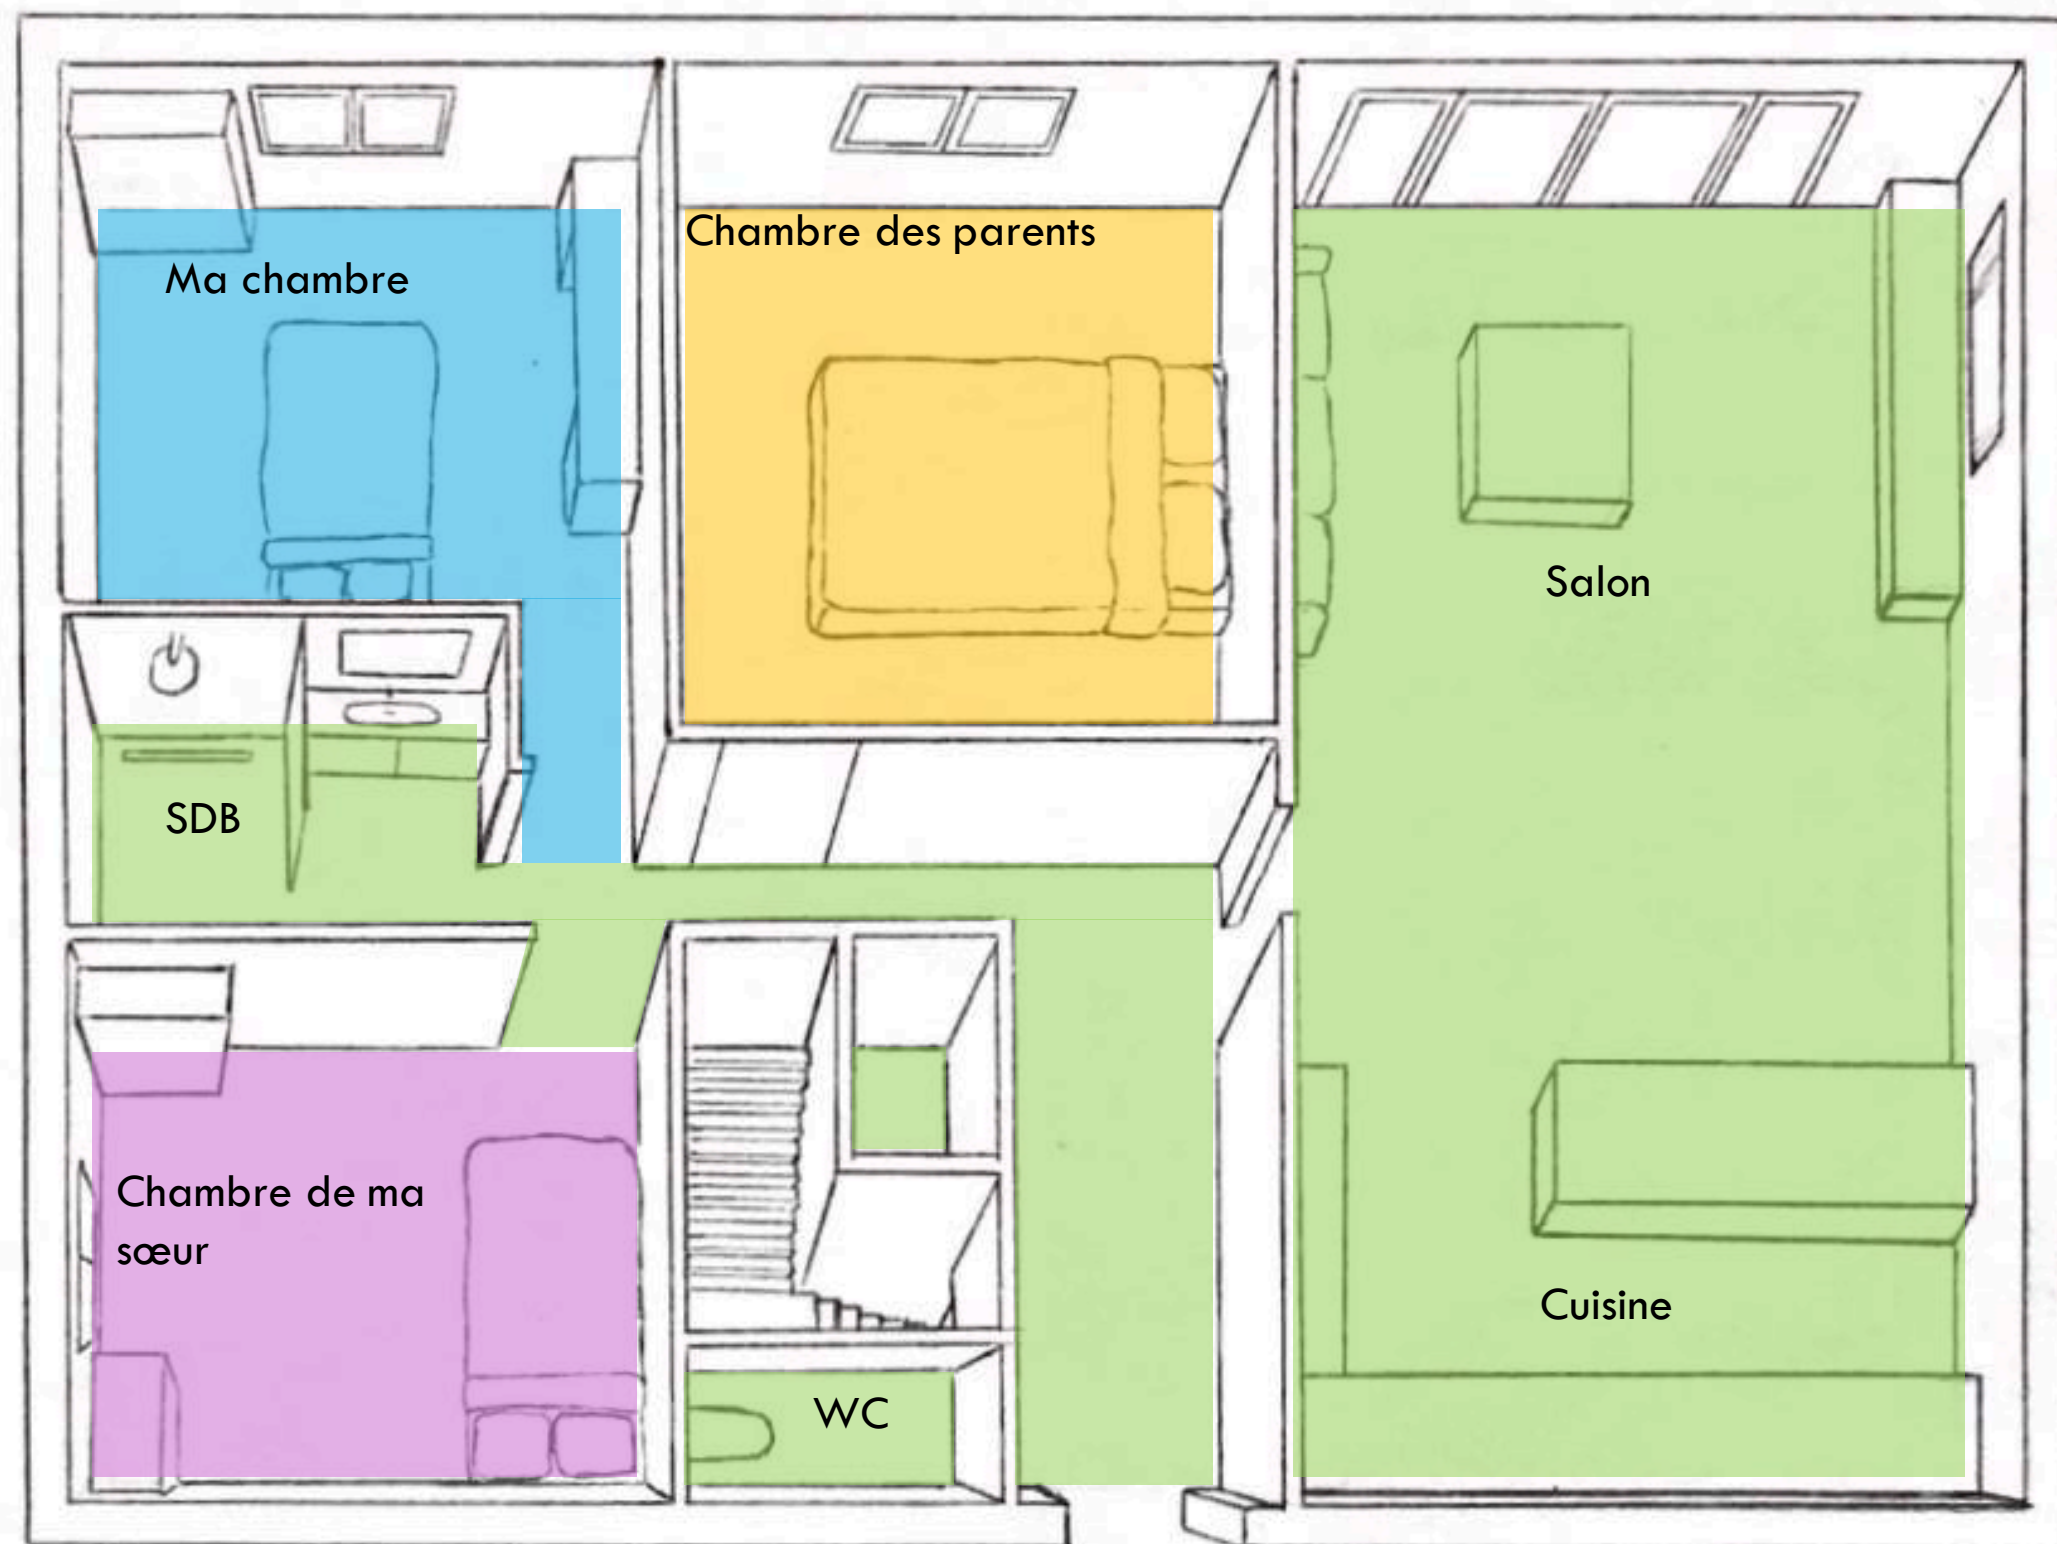 Chambre des parents
Ma chambre
Salon
SDB
Chambre de ma
sœur
Cuisine
WC